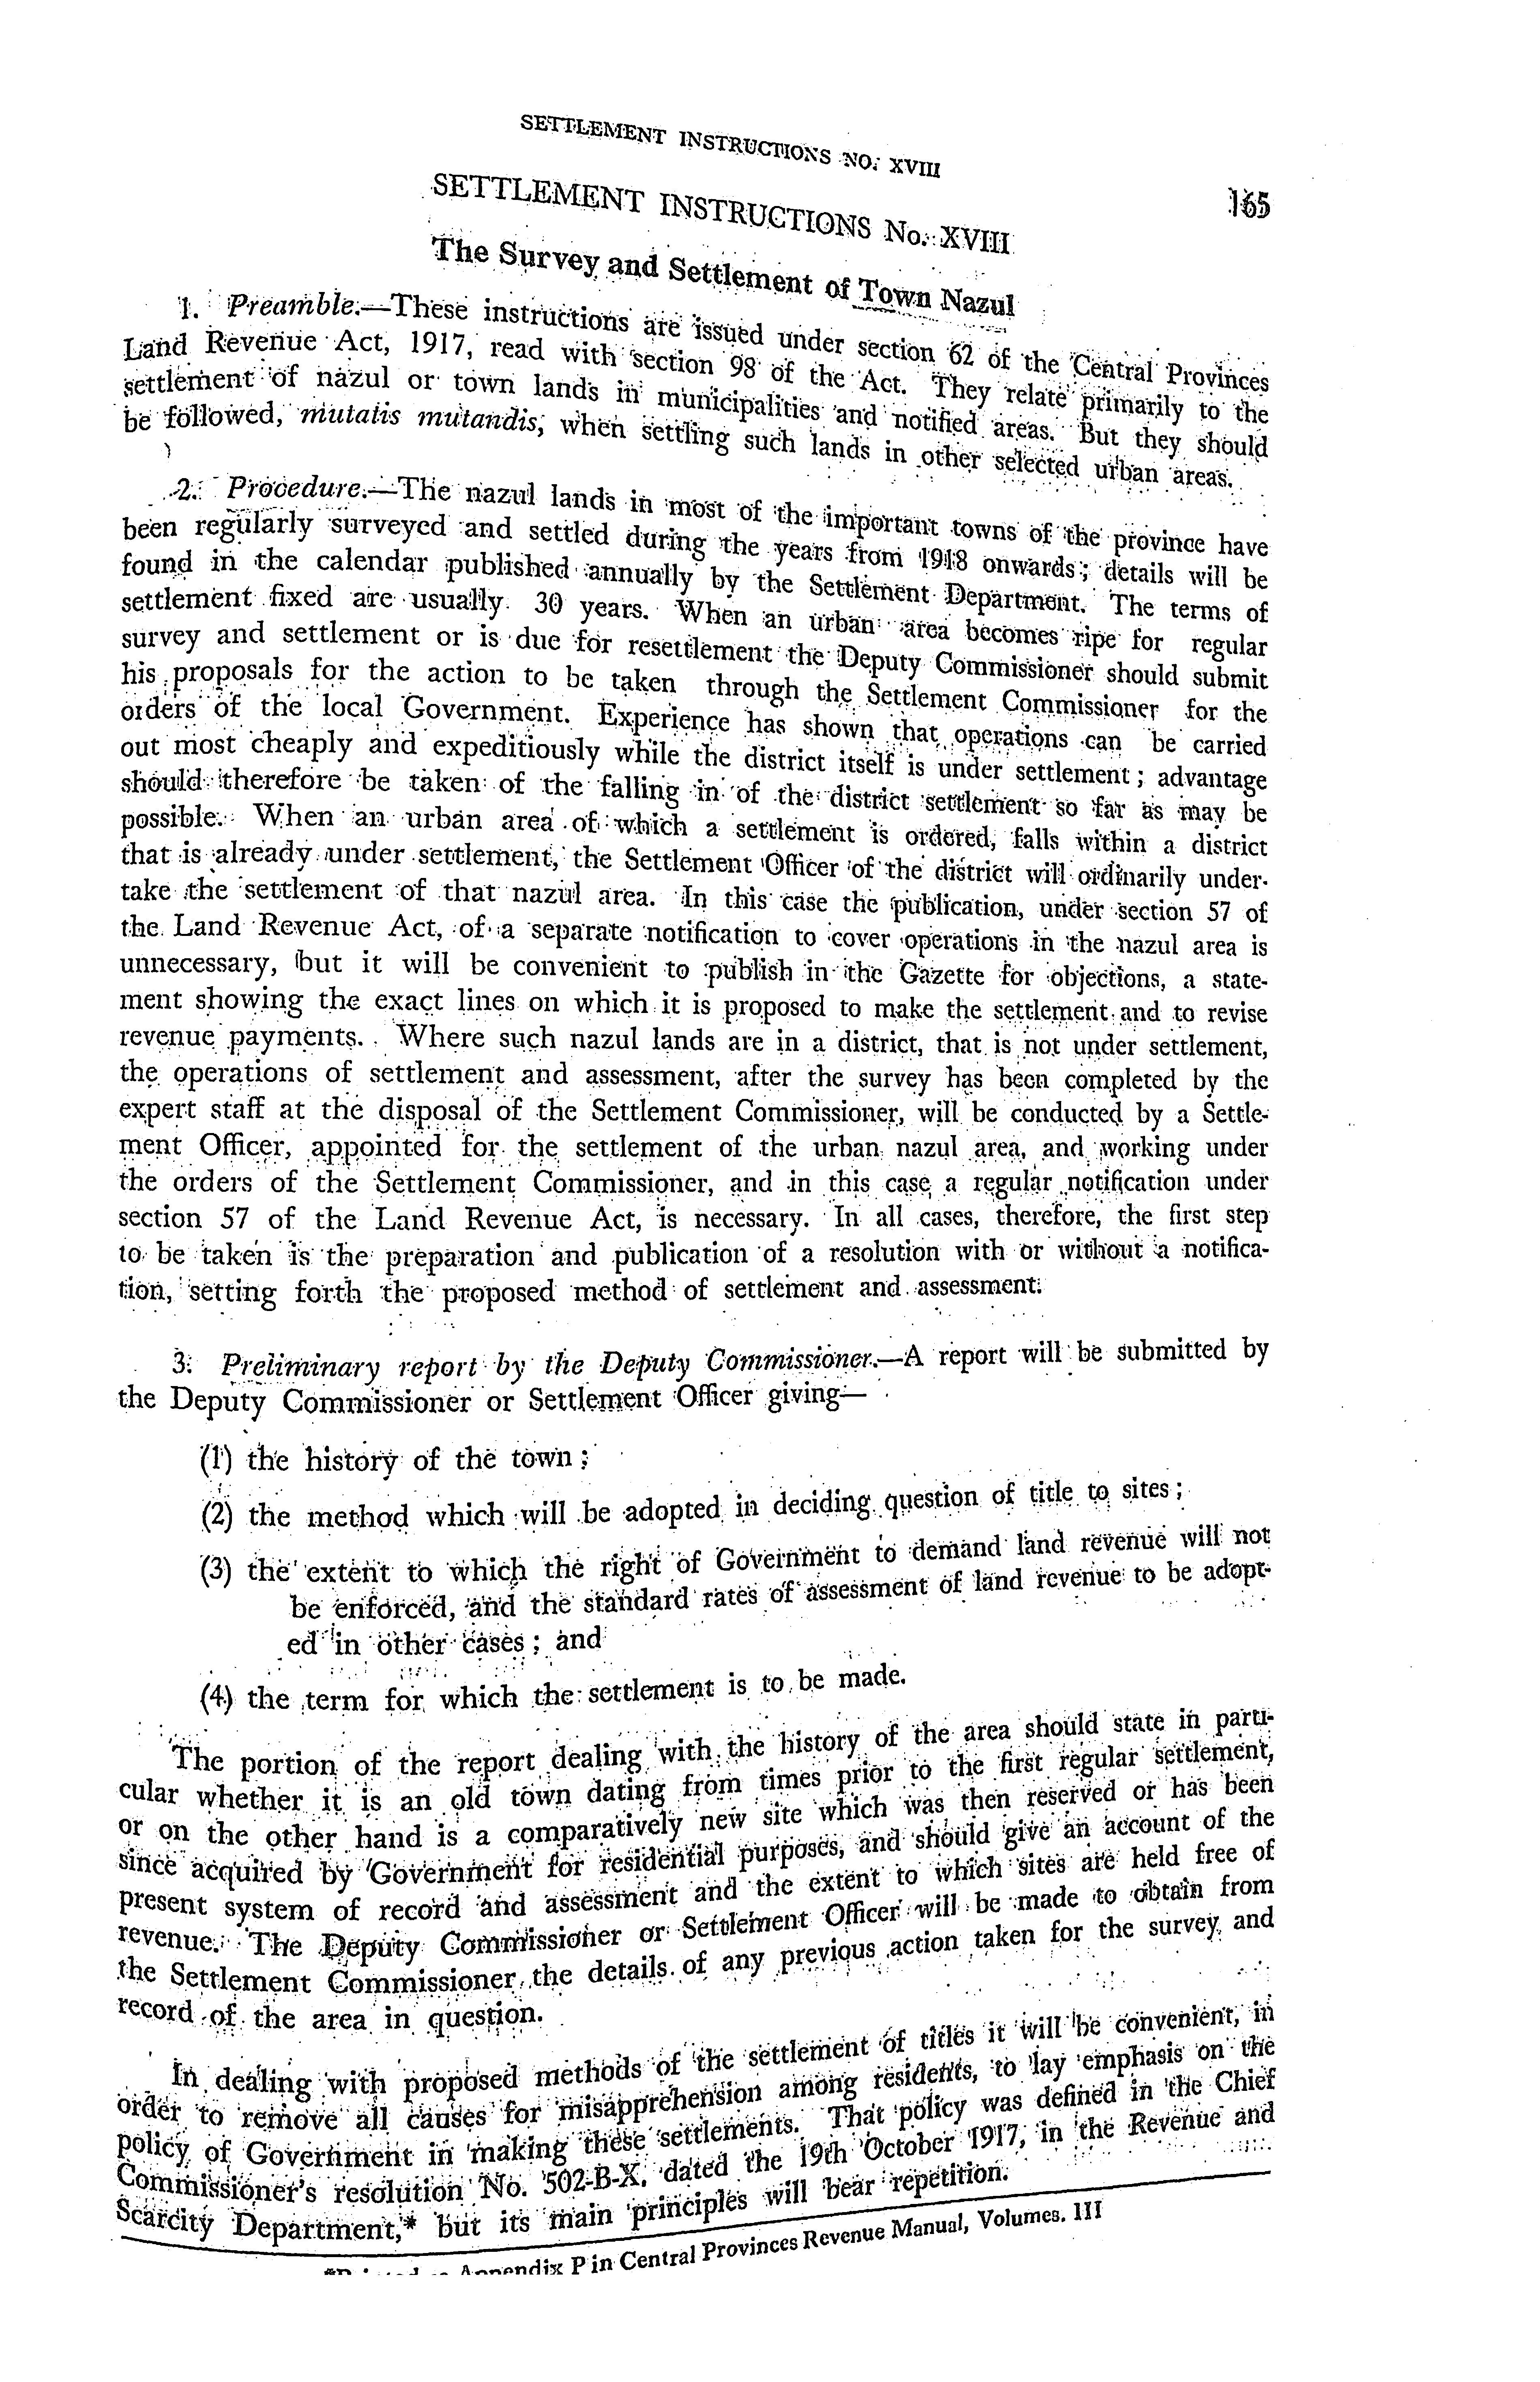 SETTLEMENT INSTRUCTIONS NO. XVIII
165
SETTLEMENT INSTRUCTIONS No. XVIII
The Survey and Settlement of Town Nazul
1. Preamble.—These instructions are issued under section 62 of the Central Provinces
Land Revenue Act, 1917, read with section 98 of the Act. They relate primarily to the
settlement of nazul or town lands in municipalities and notified areas. But they should
be followed, mutatis mutandis, when settling such lands in other selected urban areas.
2. Procedure.—The nazul lands in most of the important towns of the province have
been regularly surveyed and settled during the years from 1918 onwards; details will be
found in the calendar published annually by the Settlement Department. The terms of
settlement fixed are usually 30 years. When an urban area becomes ripe for regular
survey and settlement or is due for resettlement the Deputy Commissioner should submit
his proposals for the action to be taken through the Settlement Commissioner for the
orders of the local Government. Experience has shown that operations can be carried
out most cheaply and expeditiously while the district itself is under settlement; advantage
should therefore be taken of the falling in of the district settlement so far as may be
possible. When an urban area of which a settlement is ordered, falls within a district
that is already under settlement, the Settlement Officer of the district will ordinarily under-
take the settlement of that nazul area. In this case the publication, under section 57 of
the Land Revenue Act, of a separate notification to cover operations in the nazul area is
unnecessary, but it will be convenient to publish in the Gazette for objections, a state-
ment showing the exact lines on which it is proposed to make the settlement and to revise
revenue payments. Where such nazul lands are in a district, that is not under settlement,
the operations of settlement and assessment, after the survey has been completed by the
expert staff at the disposal of the Settlement Commissioner, will be conducted by a Settle-
ment Officer, appointed for the settlement of the urban nazul area, and working under
the orders of the Settlement Commissioner, and in this case a regular notification under
section 57 of the Land Revenue Act, is necessary. In all cases, therefore, the first step
to be taken is the preparation and publication of a resolution with or without a notifica-
tion, setting forth the proposed method of settlement and assessment.
3. Preliminary report by the Deputy Commissioner.—A report will be submitted by
the Deputy Commissioner or Settlement Officer giving—
(1) the history of the town;
(2) the method which will be adopted in deciding question of title to sites;
(3) the extent to which the right of Government to demand land revenue will not
be enforced, and the standard rates of assessment of land revenue to be adopt-
ed in other cases; and
(4) the term for which the settlement is to be made.
The portion of the report dealing with the history of the area should state in parti-
cular whether it is an old town dating from times prior to the first regular settlement,
or on the other hand is a comparatively new site which was then reserved or has been
since acquired by Government for residential purposes, and should give an account of the
present system of record and assessment and the extent to which sites are held free of
revenue. The Deputy Commissioner or Settlement Officer will be made to obtain from
the Settlement Commissioner the details of any previous action taken for the survey and
record of the area in question.
In dealing with proposed methods of the settlement of titles it will be convenient, in
order to remove all causes for misapprehension among residents, to lay emphasis on the
policy of Government in making these settlements. That policy was defined in the Chief
Commissioner's resolution No. 502-B-X, dated the 19th October 1917, in the Revenue and
Scarcity Department,* but its main principles will bear repetition.
Appendix P in Central Provinces Revenue Manual, Volumes. III